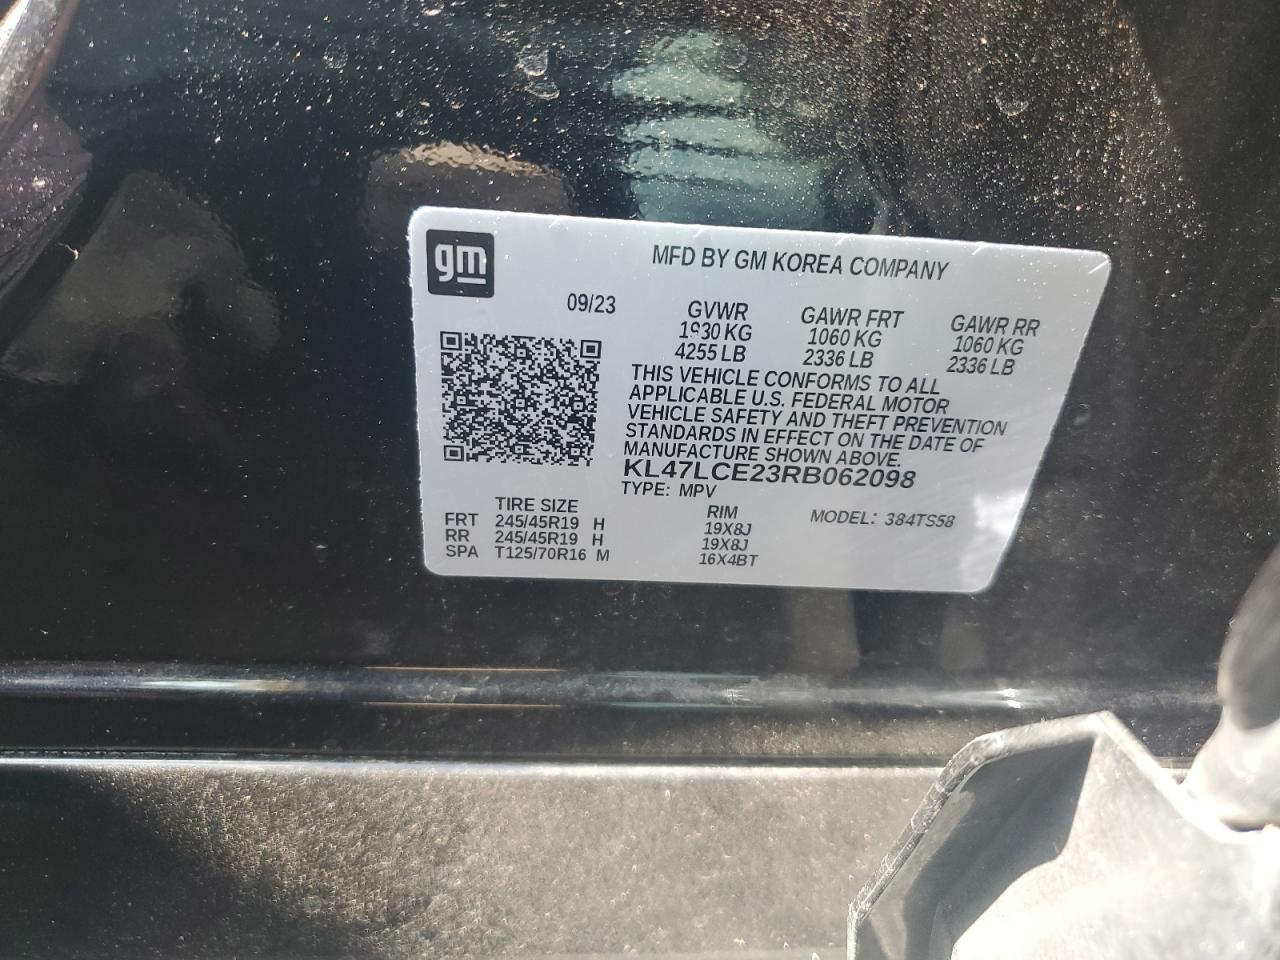 gm
MFD BY GM KOREA COMPANY
09/23 GVWR GAWR FRT GAWR RR
1930 KG 1060 KG 1060 KG
4255 LB 2336 LB 2336 LB
THIS VEHICLE CONFORMS TO ALL
APPLICABLE U.S. FEDERAL MOTOR
VEHICLE SAFETY AND THEFT PREVENTION
STANDARDS IN EFFECT ON THE DATE OF
MANUFACTURE SHOWN ABOVE.
KL47LCE23RB062098
TYPE: MPV
TIRE SIZE RIM MODEL: 384TS58
FRT 245/45R19 H 19X8J
RR 245/45R19 H 19X8J
SPA T125/70R16 M 16X4BT